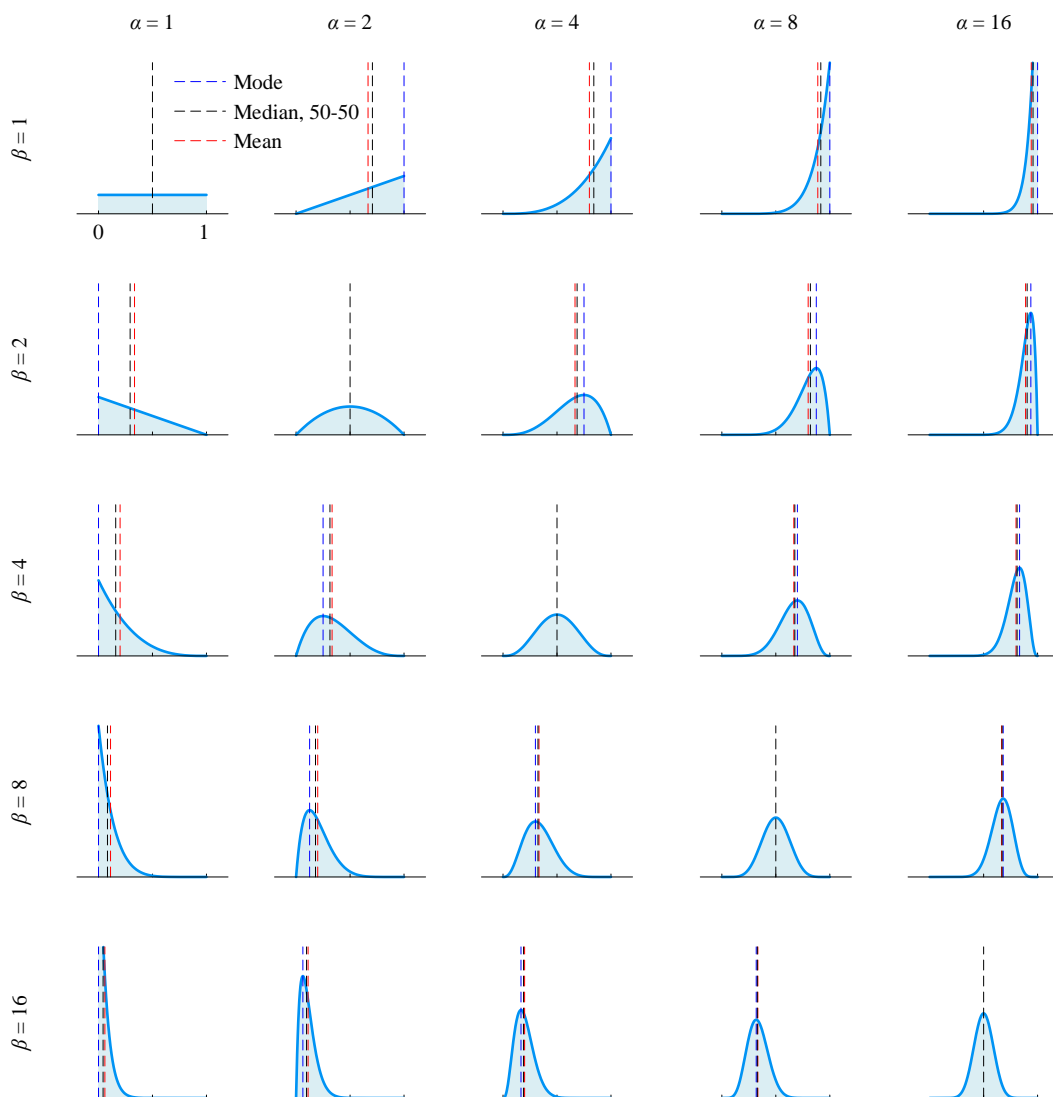 α = 1 α = 2 α = 4 α = 8 α = 16
β = 1
Mode
Median, 50-50
Mean
0 1
β = 2
β = 4
β = 8
β = 16